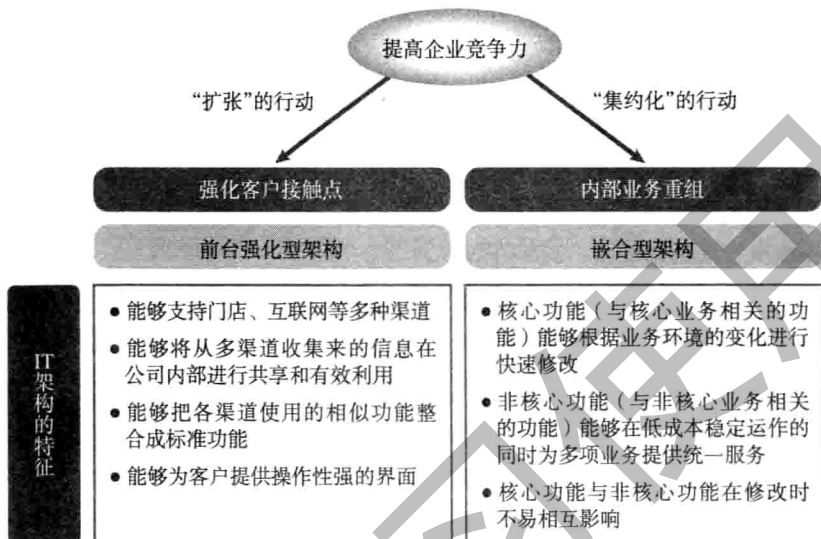 提高企业竞争力
“扩张”的行动
“集约化”的行动
强化客户接触点
内部业务重组
前台强化型架构
嵌合型架构
IT架构的特征
● 能够支持门店、互联网等多种渠道
● 能够将从多渠道收集来的信息在
公司内部进行共享和有效利用
● 能够把各渠道使用的相似功能整
合成标准功能
● 能够为客户提供操作性强的界面
● 核心功能（与核心业务相关的功
能）能够根据业务环境的变化进行
快速修改
● 非核心功能（与非核心业务相关
的功能）能够在低成本稳定运作的
同时为多项业务提供统一服务
● 核心功能与非核心功能在修改时
不易相互影响
使用